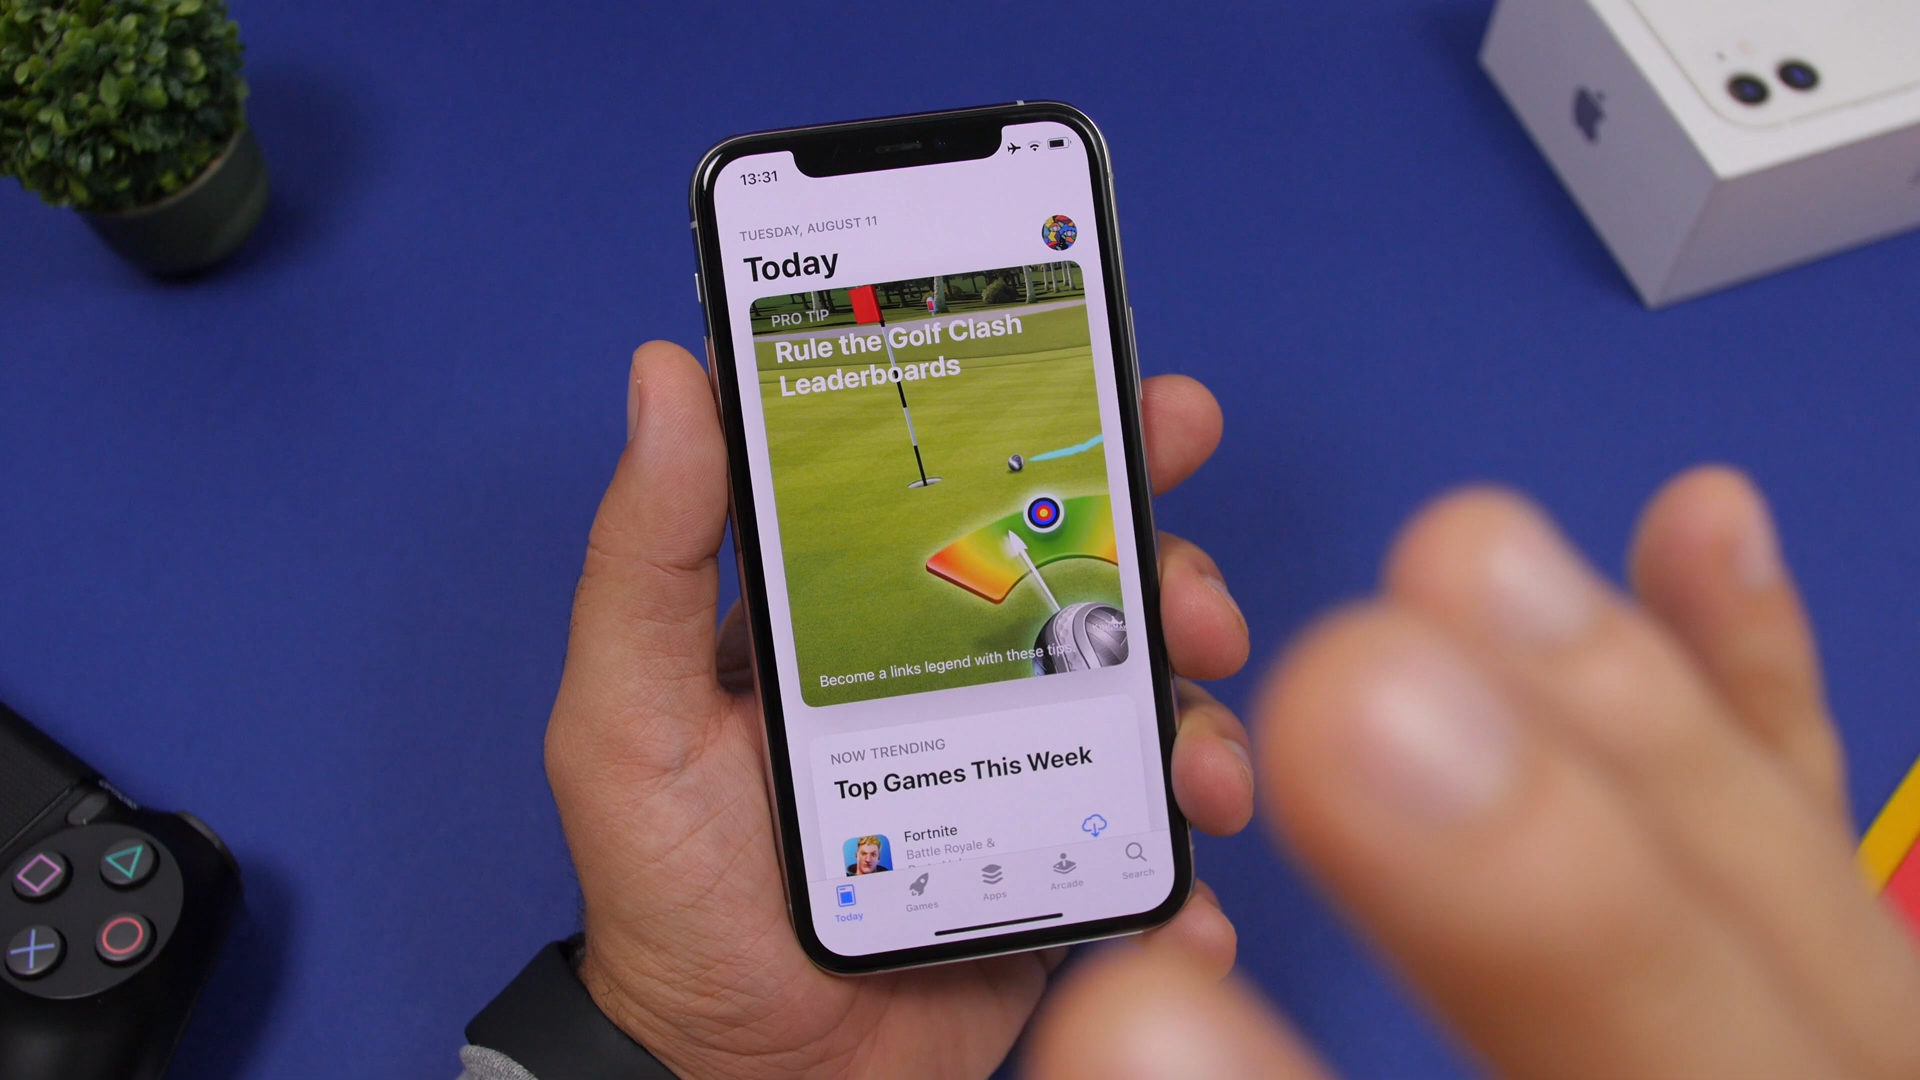 13:31
TUESDAY, AUGUST 11
Today
PRO TIP
Rule the Golf Clash
Leaderboards
Become a links legend with these tips.
NOW TRENDING
Top Games This Week
Fortnite
Battle Royale &
Today
Games
Apps
Arcade
Search